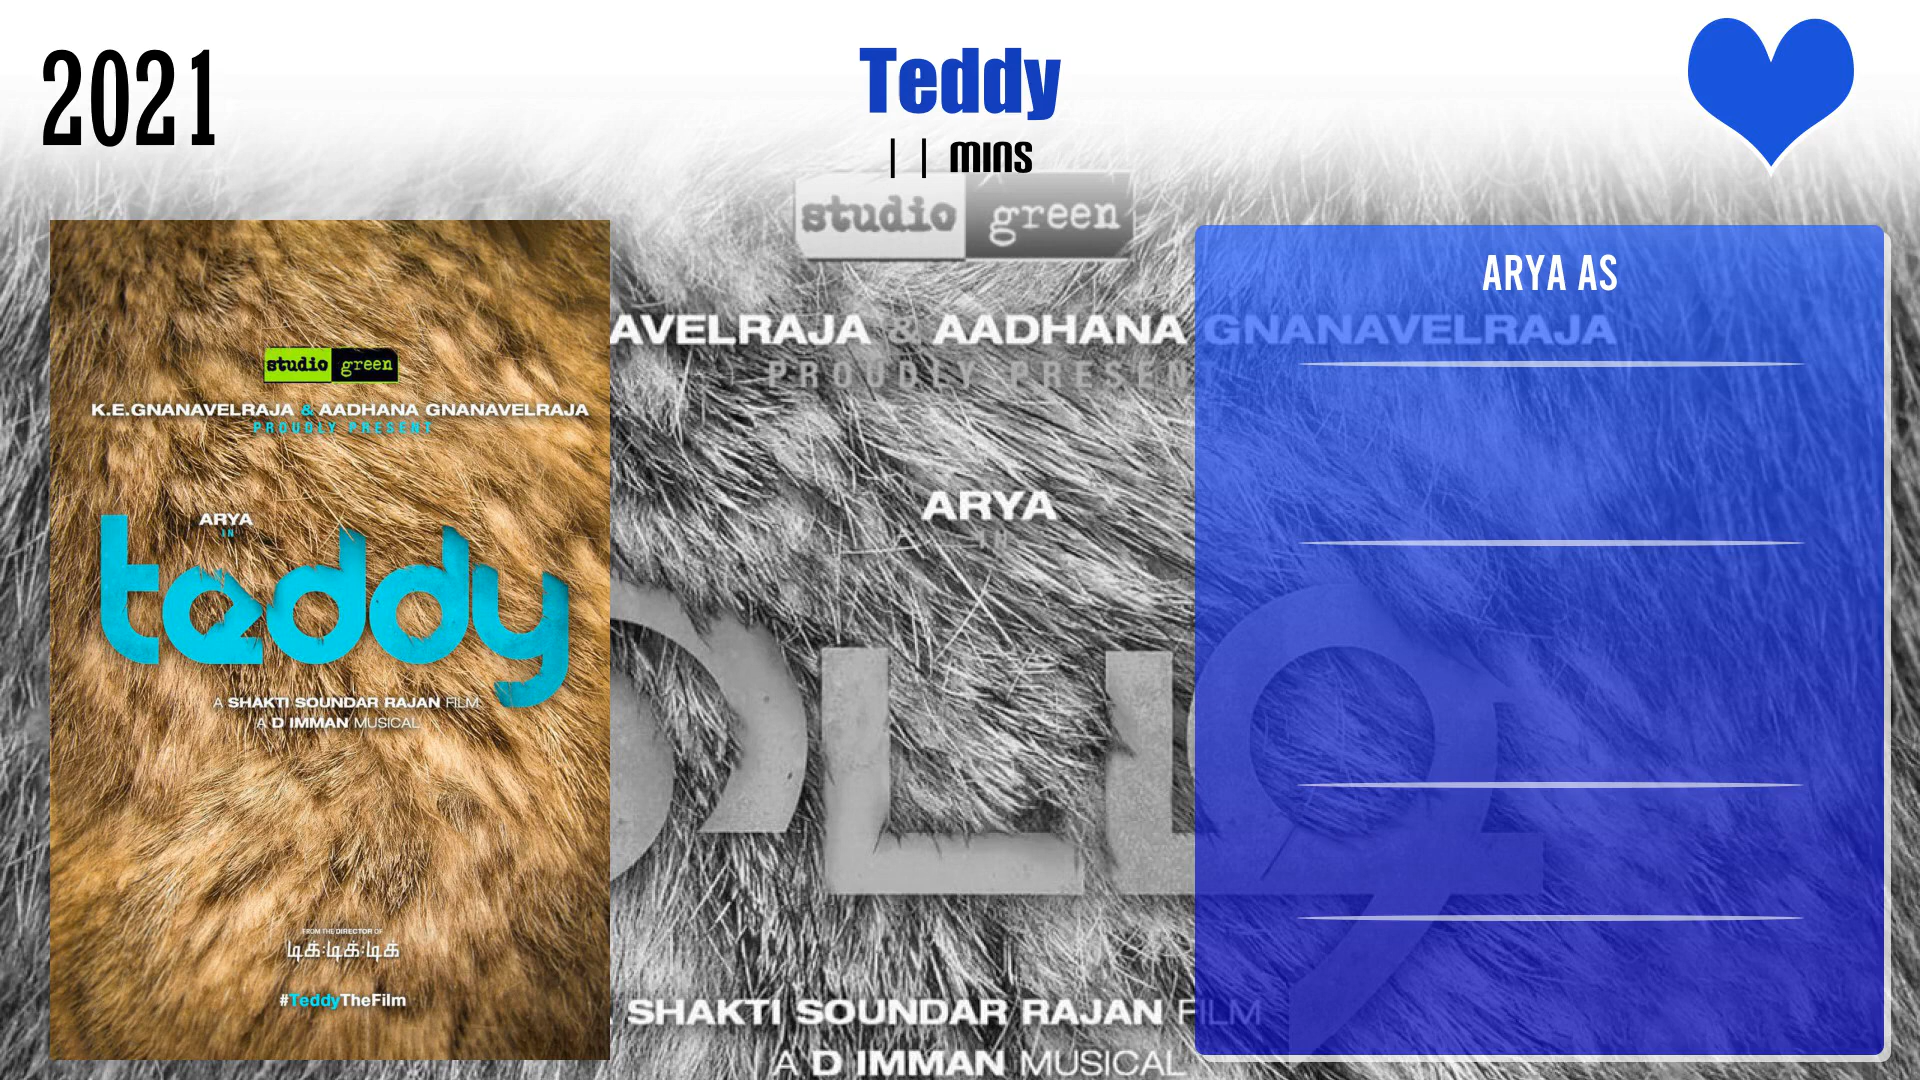 2021
Teddy
| | mins
studio green
AVELRAJA & AADHANA GNANAVELRAJA
PROUDLY PRESEN
ARYA
IN
SHAKTI SOUNDAR RAJAN FILM
A D IMMAN MUSICAL
studio green
K.E.GNANAVELRAJA & AADHANA GNANAVELRAJA
PROUDLY PRESENT
ARYA
IN
teddy
A SHAKTI SOUNDAR RAJAN FILM
A D IMMAN MUSICAL
FROM THE DIRECTOR OF
டிக்:டிக்:டிக்
#TeddyTheFilm
ARYA AS